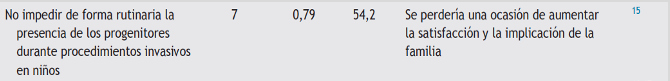 No impedir de forma rutinaria la 7 0,79 54,2 Se perdería una ocasión de aumentar 15
presencia de los progenitores la satisfacción y la implicación de la
durante procedimientos invasivos familia
en niños